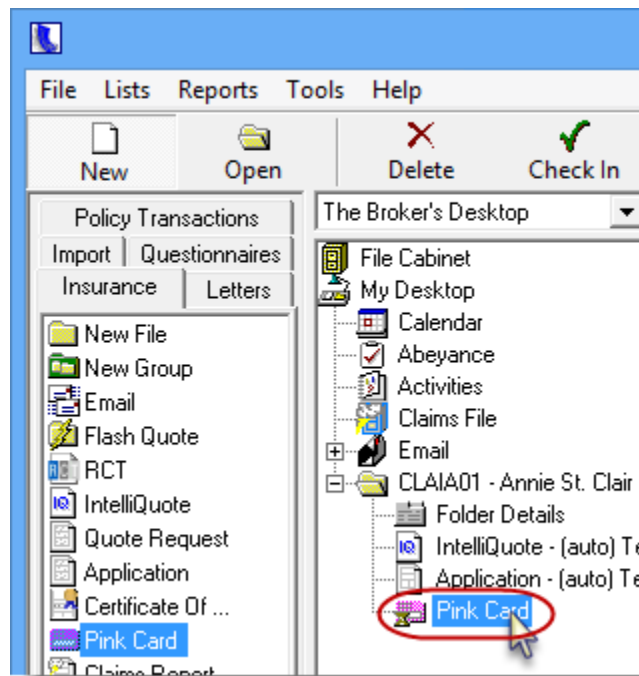 File Lists Reports Tools Help
New Open Delete Check In
Policy Transactions
Import Questionnaires
Insurance Letters
New File
New Group
Email
Flash Quote
RCT
IntelliQuote
Quote Request
Application
Certificate Of ...
Pink Card
Claims Report
The Broker's Desktop
File Cabinet
My Desktop
Calendar
Abeyance
Activities
Claims File
Email
CLAIA01 - Annie St. Clair
Folder Details
IntelliQuote - (auto) Te
Application - (auto) Te
Pink Card